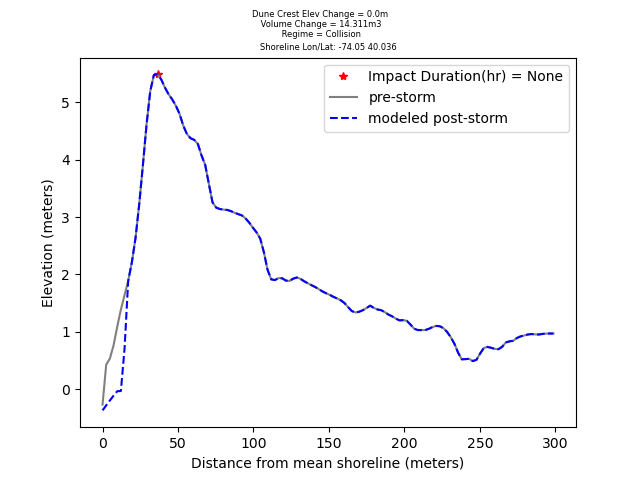 Dune Crest Elev Change = 0.0m
Volume Change = 14.311m3
Regime = Collision
Shoreline Lon/Lat: -74.05 40.036
Impact Duration(hr) = None
pre-storm
modeled post-storm
Elevation (meters)
5
4
3
2
1
0
0 50 100 150 200 250 300
Distance from mean shoreline (meters)